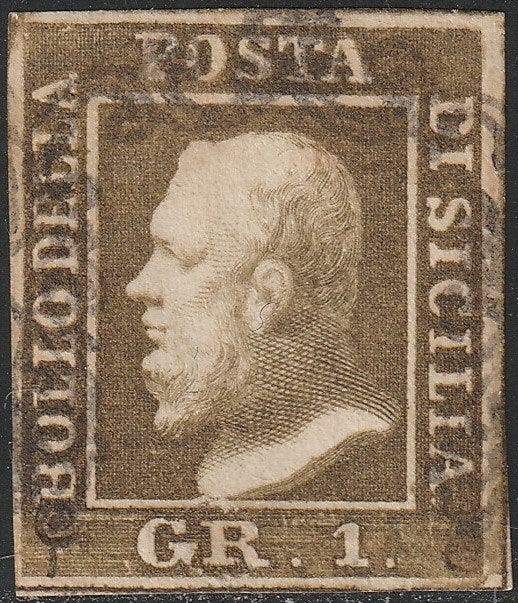 BOLLO DELLA
POSTA
DI SICILIA
GR. 1.